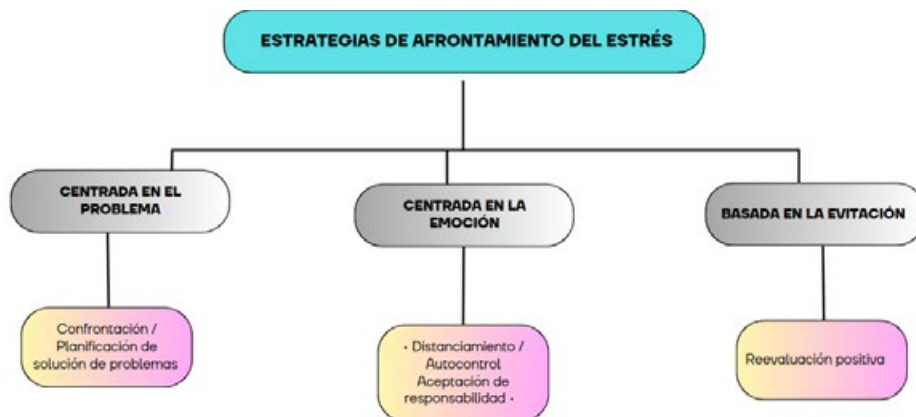 ESTRATEGIAS DE AFRONTAMIENTO DEL ESTRÉS
CENTRADA EN EL
PROBLEMA
CENTRADA EN LA
EMOCIÓN
BASADA EN LA EVITACIÓN
Confrontación /
Planificación de
solución de problemas
• Distanciamiento /
Autocontrol
Aceptación de
responsabilidad •
Reevaluación positiva